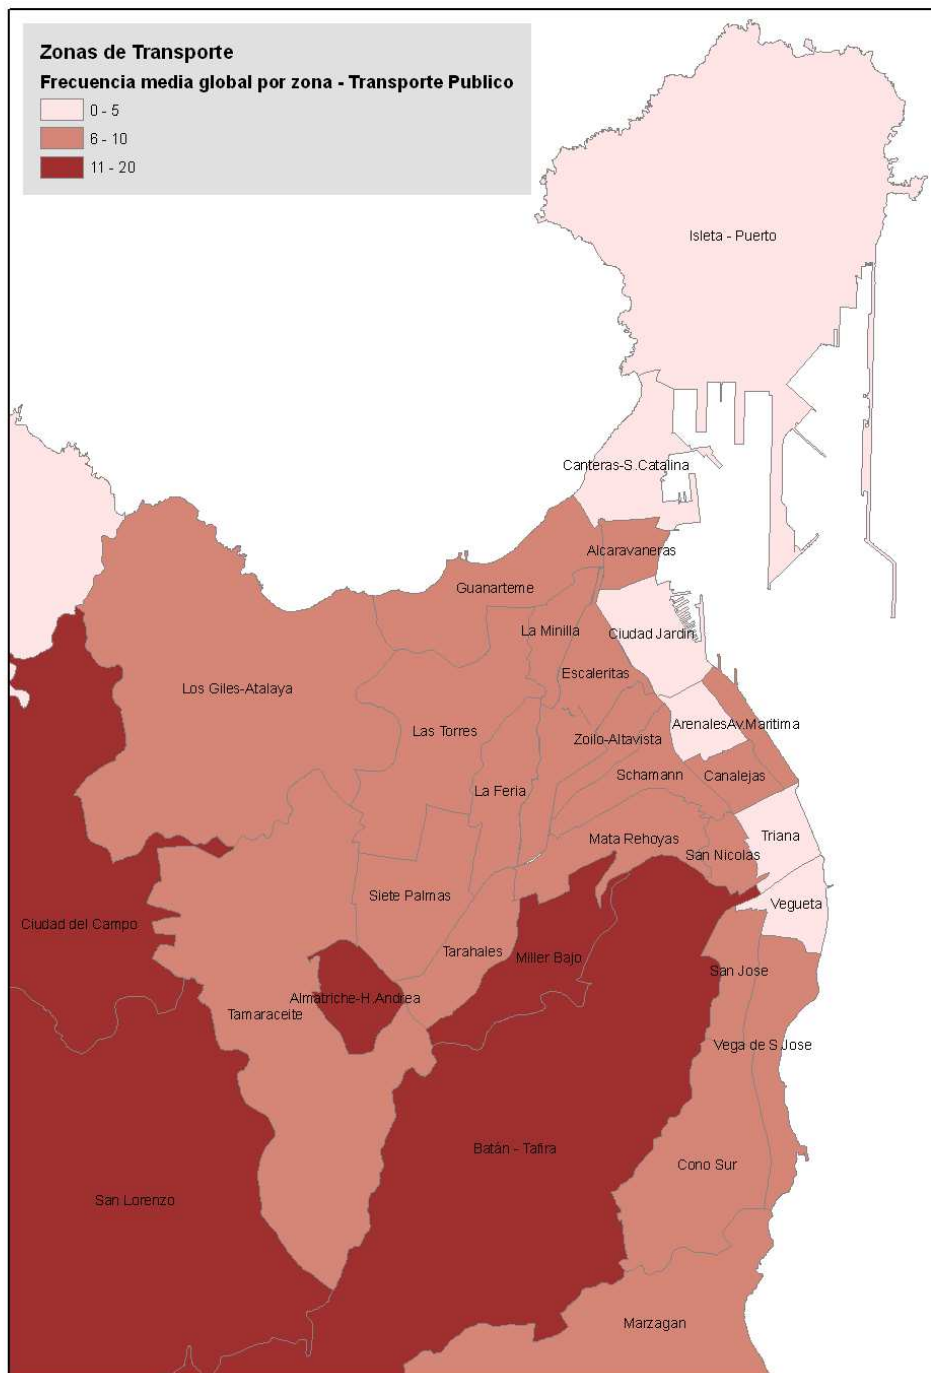 Zonas de Transporte
Frecuencia media global por zona - Transporte Publico
0 - 5
6 - 10
11 - 20
Isleta - Puerto
Canteras-S.Catalina
Alcaravaneras
Guanarteme
La Minilla
Ciudad Jardin
Escaleritas
Los Giles-Atalaya
Arenales
Av.Maritima
Las Torres
Zoilo-Altavista
Schamann
Canalejas
La Feria
Triana
Mata Rehoyas
San Nicolas
Siete Palmas
Vegueta
Ciudad del Campo
Tarahales
Miller Bajo
San Jose
Almatriche-H.Andrea
Tamaraceite
Vega de S.Jose
Batán - Tafira
Cono Sur
San Lorenzo
Marzagan